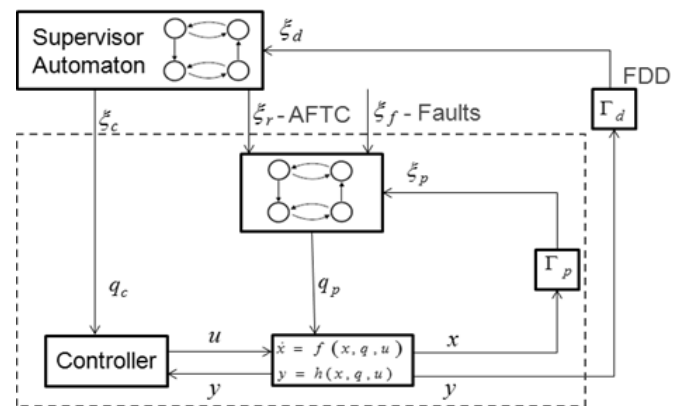 Supervisor
Automaton
ξ_d
FDD
Γ_d
ξ_c
ξ_r - AFTC
ξ_f - Faults
ξ_p
Γ_p
q_c
q_p
Controller
u
y
ẋ = f(x,q,u)
y = h(x,q,u)
x
y